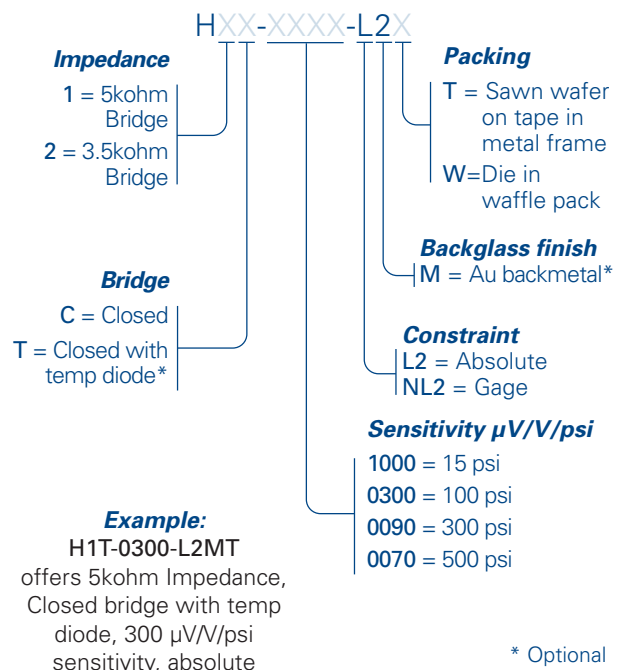 HXX-XXXX-L2X
Impedance
1 = 5kohm
Bridge
2 = 3.5kohm
Bridge
Bridge
C = Closed
T = Closed with
temp diode*
Packing
T = Sawn wafer
on tape in
metal frame
W=Die in
waffle pack
Backglass finish
M = Au backmetal*
Constraint
L2 = Absolute
NL2 = Gage
Sensitivity µV/V/psi
1000 = 15 psi
0300 = 100 psi
0090 = 300 psi
0070 = 500 psi
Example:
H1T-0300-L2MT
offers 5kohm Impedance,
Closed bridge with temp
diode, 300 µV/V/psi
sensitivity, absolute
* Optional